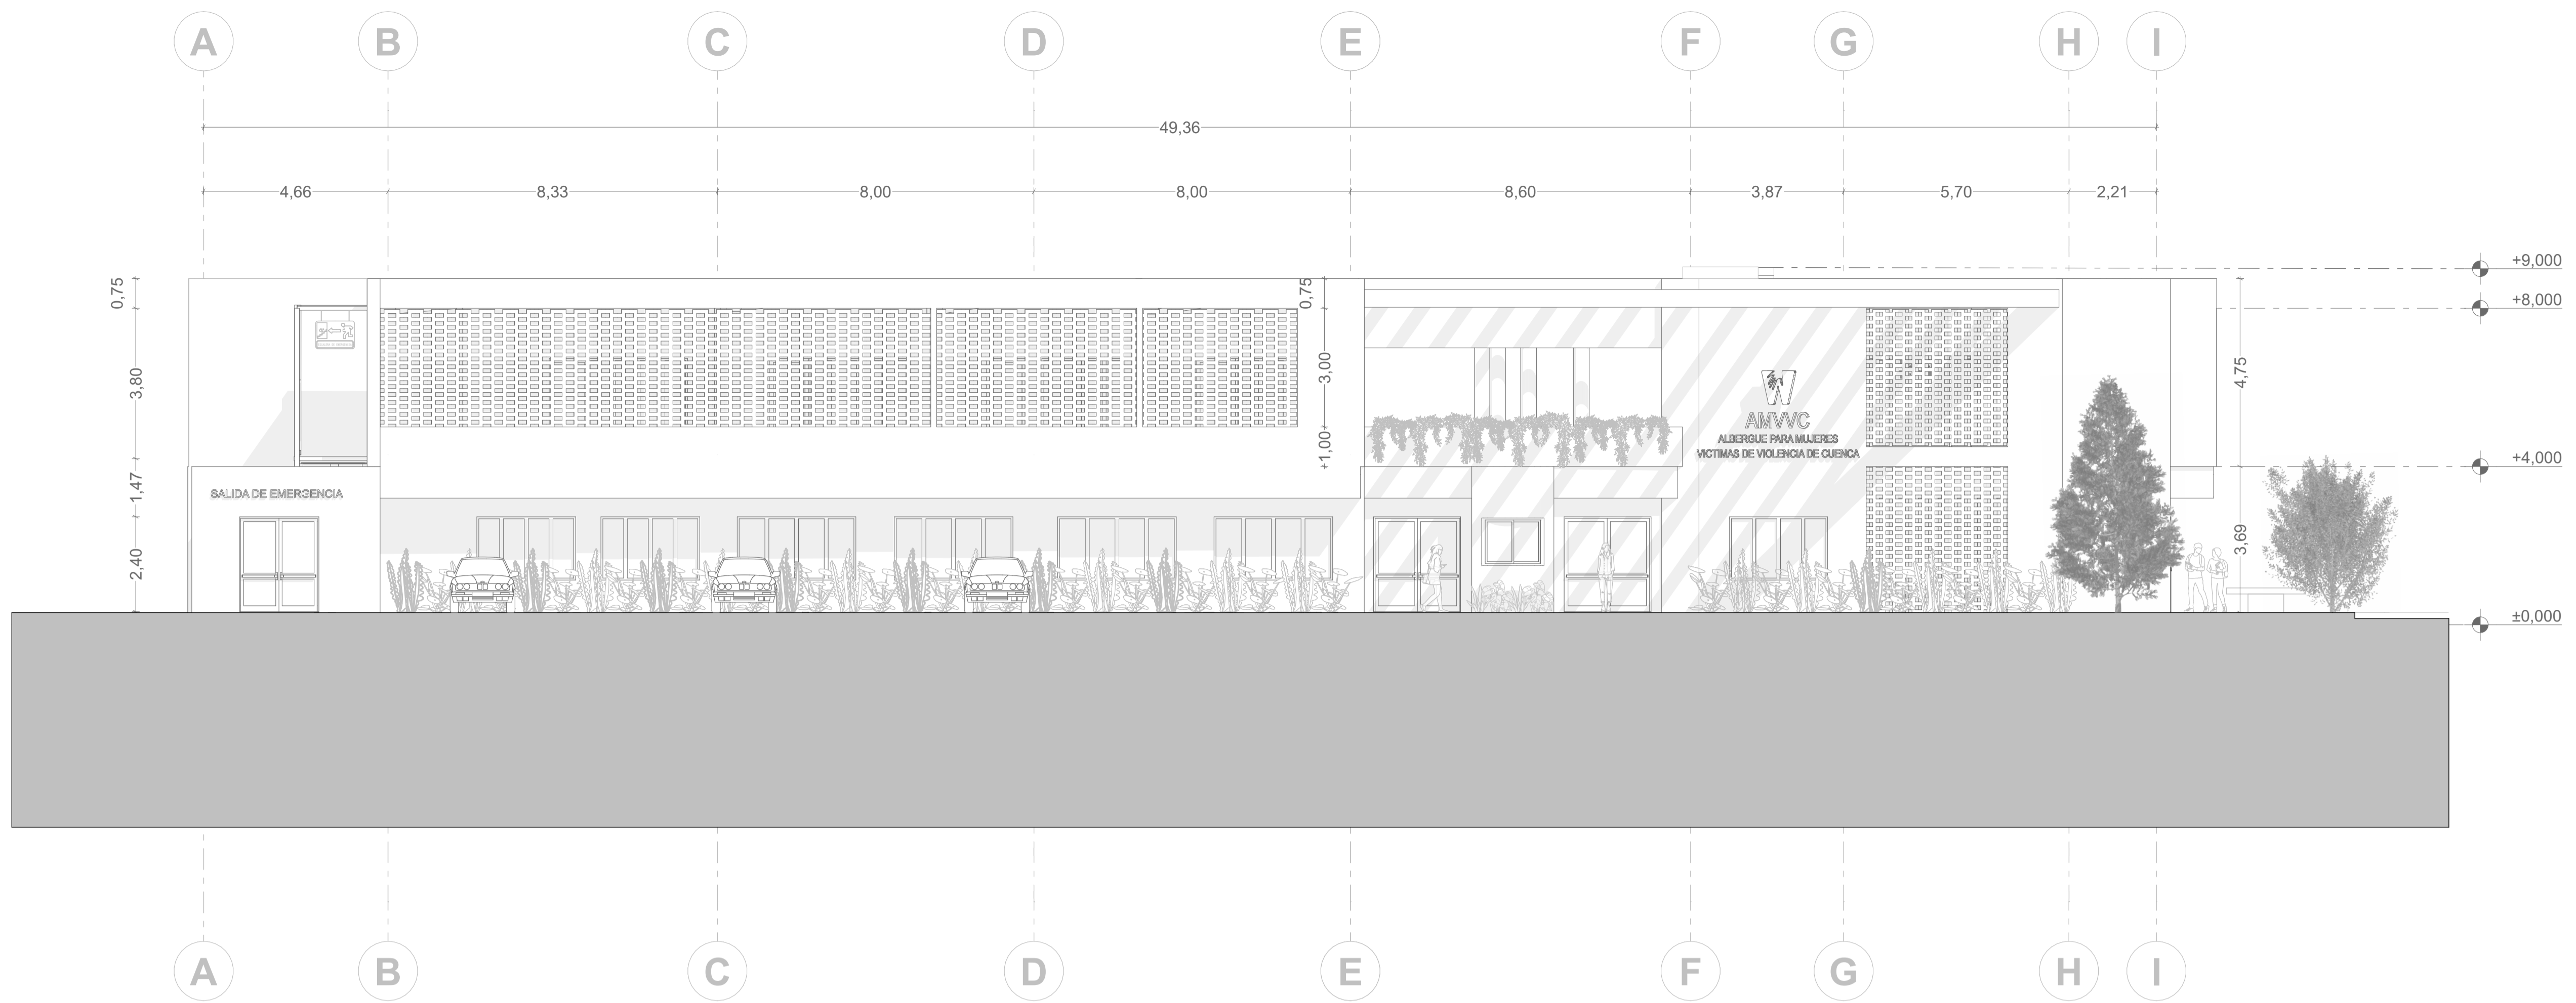 A B C D E F G H I
49,36
4,66 8,33 8,00 8,00 8,60 3,87 5,70 2,21
+9,000
0,75
0,75
+8,000
3,80
3,00
4,75
W
AMVVC
ALBERGUE PARA MUJERES
VICTIMAS DE VIOLENCIA DE CUENCA
1,00
+4,000
1,47
SALIDA DE EMERGENCIA
2,40
3,69
±0,000
A B C D E F G H I